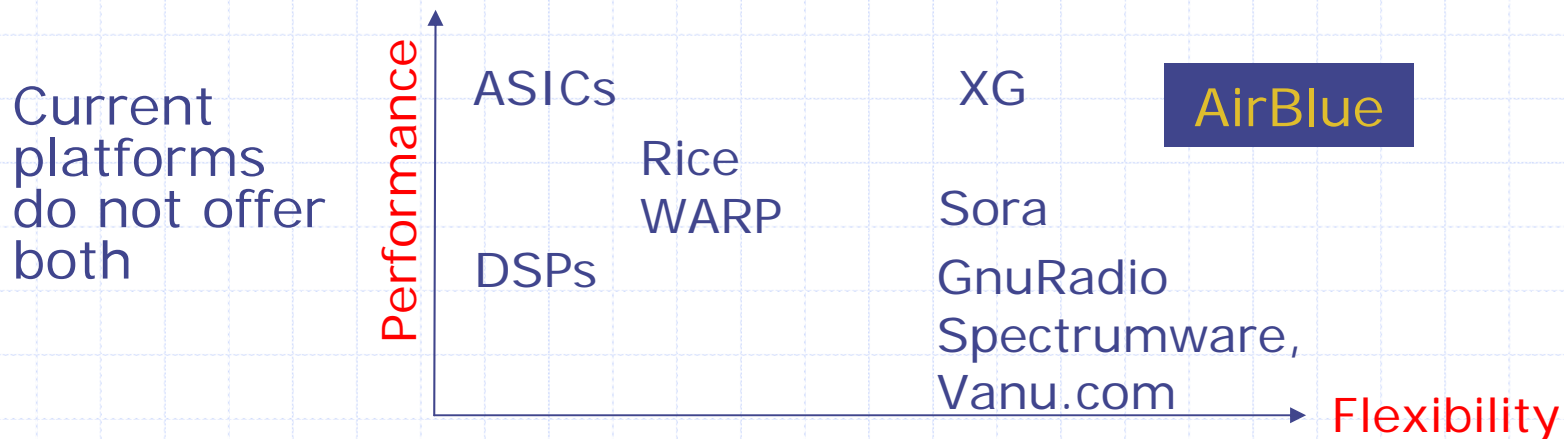 Current
platforms
do not offer
both
Performance
ASICs
Rice
WARP
DSPs
XG
AirBlue
Sora
GnuRadio
Spectrumware,
Vanu.com
Flexibility